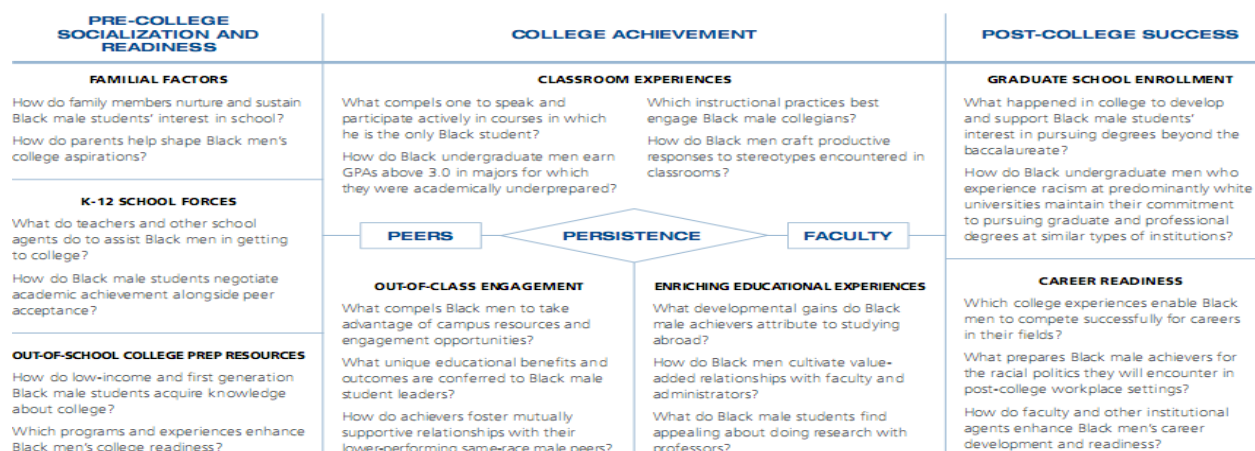 PRE-COLLEGE
SOCIALIZATION AND
READINESS
FAMILIAL FACTORS
How do family members nurture and sustain
Black male students' interest in school?
How do parents help shape Black men's
college aspirations?
K-12 SCHOOL FORCES
What do teachers and other school
agents do to assist Black men in getting
to college?
How do Black male students negotiate
academic achievement alongside peer
acceptance?
OUT-OF-SCHOOL COLLEGE PREP RESOURCES
How do low-income and first generation
Black male students acquire knowledge
about college?
Which programs and experiences enhance
Black men's college readiness?
COLLEGE ACHIEVEMENT
CLASSROOM EXPERIENCES
What compels one to speak and
participate actively in courses in which
he is the only Black student?
How do Black undergraduate men earn
GPAs above 3.0 in majors for which
they were academically underprepared?
Which instructional practices best
engage Black male collegians?
How do Black men craft productive
responses to stereotypes encountered in
classrooms?
PEERS
PERSISTENCE
FACULTY
OUT-OF-CLASS ENGAGEMENT
What compels Black men to take
advantage of campus resources and
engagement opportunities?
What unique educational benefits and
outcomes are conferred to Black male
student leaders?
How do achievers foster mutually
supportive relationships with their
lower-performing same-race male peers?
ENRICHING EDUCATIONAL EXPERIENCES
What developmental gains do Black
male achievers attribute to studying
abroad?
How do Black men cultivate value-
added relationships with faculty and
administrators?
What do Black male students find
appealing about doing research with
professors?
POST-COLLEGE SUCCESS
GRADUATE SCHOOL ENROLLMENT
What happened in college to develop
and support Black male students'
interest in pursuing degrees beyond the
baccalaureate?
How do Black undergraduate men who
experience racism at predominantly white
universities maintain their commitment
to pursuing graduate and professional
degrees at similar types of institutions?
CAREER READINESS
Which college experiences enable Black
men to compete successfully for careers
in their fields?
What prepares Black male achievers for
the racial politics they will encounter in
post-college workplace settings?
How do faculty and other institutional
agents enhance Black men's career
development and readiness?